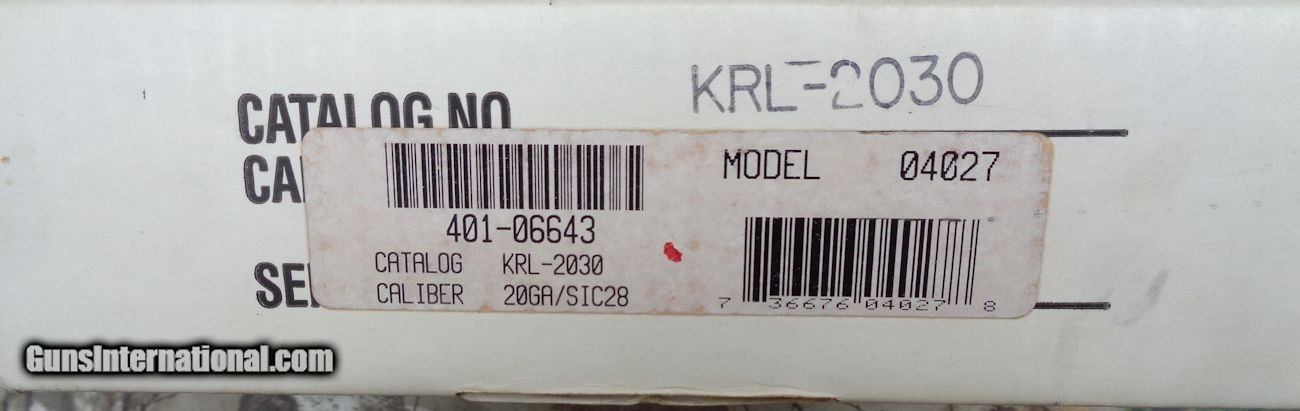 KRL-2030
CATALOG NO
CA
MODEL 04027
401-06643
CATALOG KRL-2030
CALIBER 20GA/SIC28
7 36676 04027 8
SE
GunsInternational.com